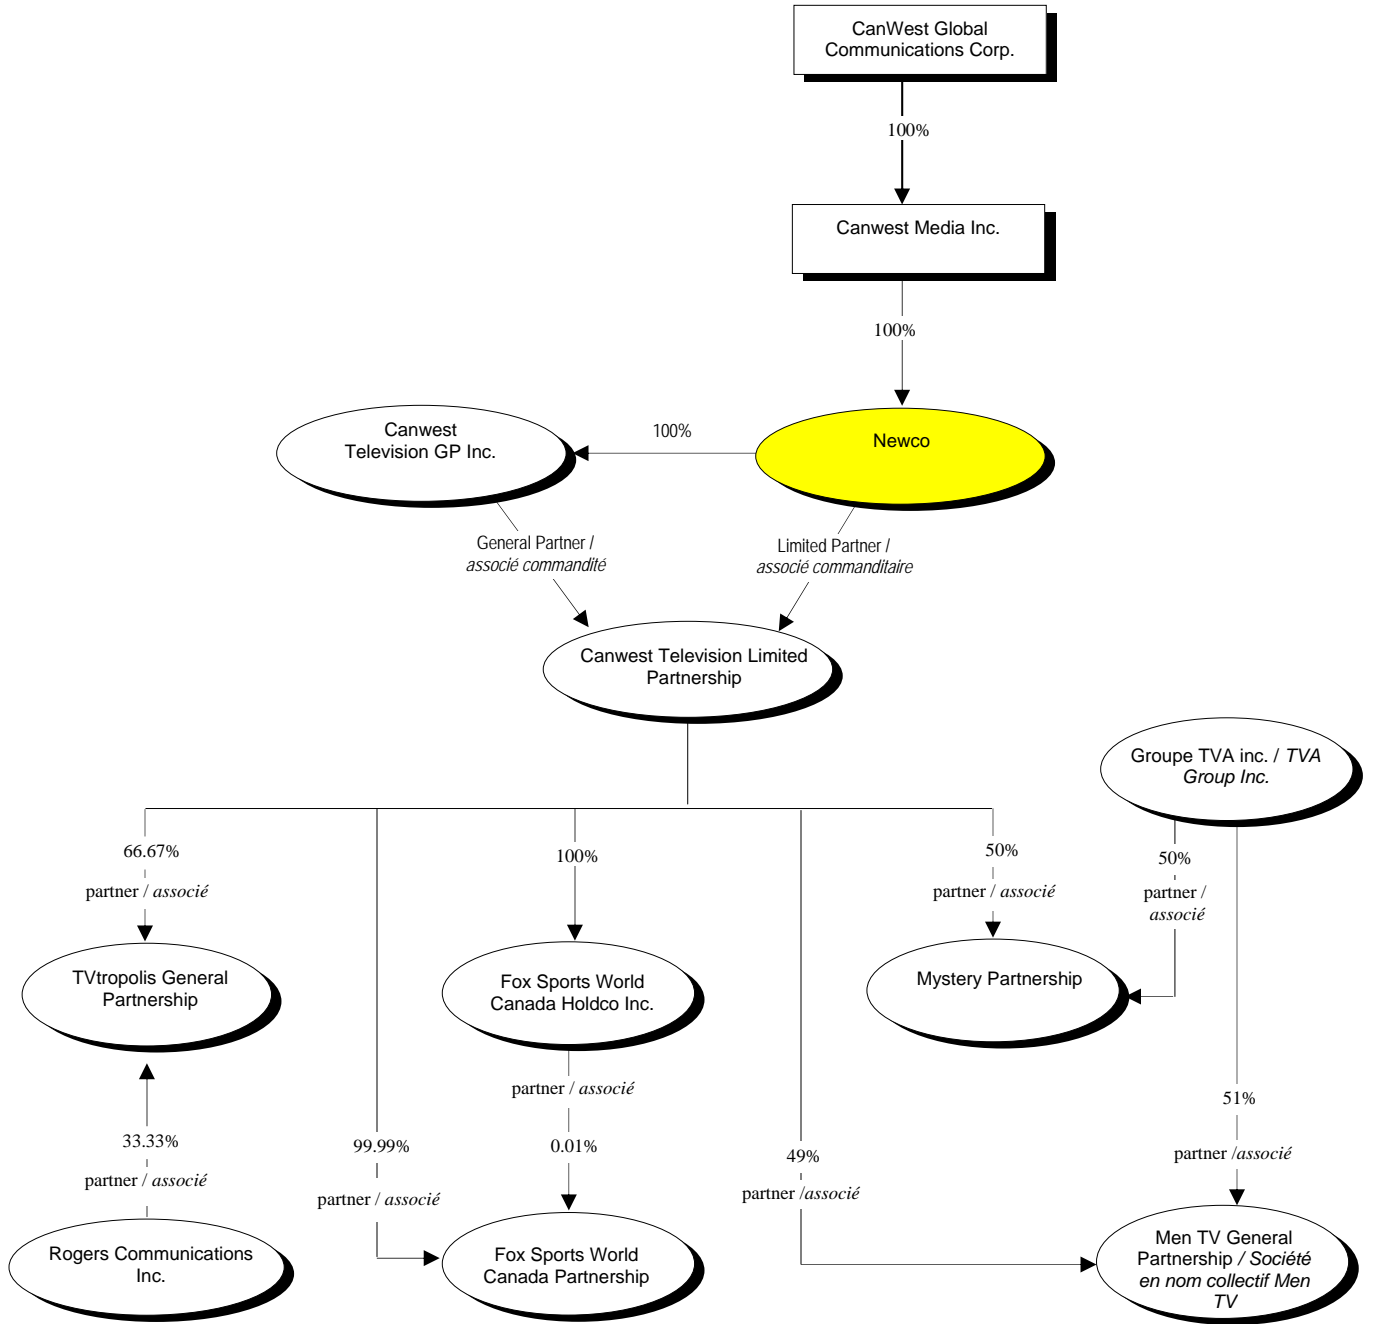 CanWest Global
Communications Corp.
100%
Canwest Media Inc.
100%
Canwest
Television GP Inc.
100%
Newco
General Partner /
associé commandité
Limited Partner /
associé commanditaire
Canwest Television Limited
Partnership
Groupe TVA inc. / TVA
Group Inc.
66.67%
partner / associé
100%
50%
partner / associé
50%
partner /
associé
TVtropolis General
Partnership
Fox Sports World
Canada Holdco Inc.
Mystery Partnership
33.33%
partner / associé
99.99%
partner / associé
partner / associé
0.01%
49%
partner /associé
51%
partner /associé
Rogers Communications
Inc.
Fox Sports World
Canada Partnership
Men TV General
Partnership / Société
en nom collectif Men
TV